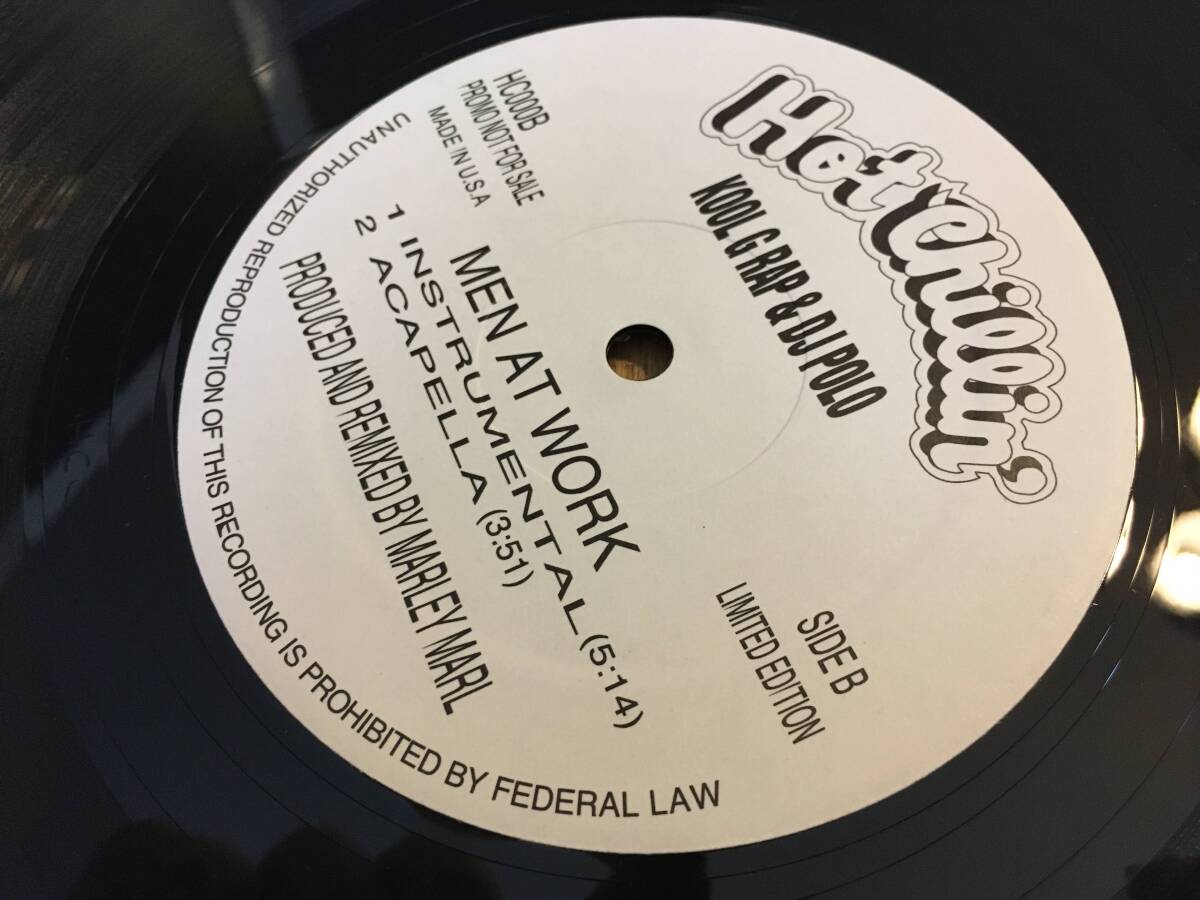 Hot Chillin'
KOOL G RAP & DJ POLO
HC000B
PROMO NOT FOR SALE
MADE IN U.S.A
SIDE B
LIMITED EDITION
MEN AT WORK
1 INSTRUMENTAL (5:14)
2 ACAPELLA (3:51)
PRODUCED AND REMIXED BY MARLEY MARL
UNAUTHORIZED REPRODUCTION OF THIS RECORDING IS PROHIBITED BY FEDERAL LAW